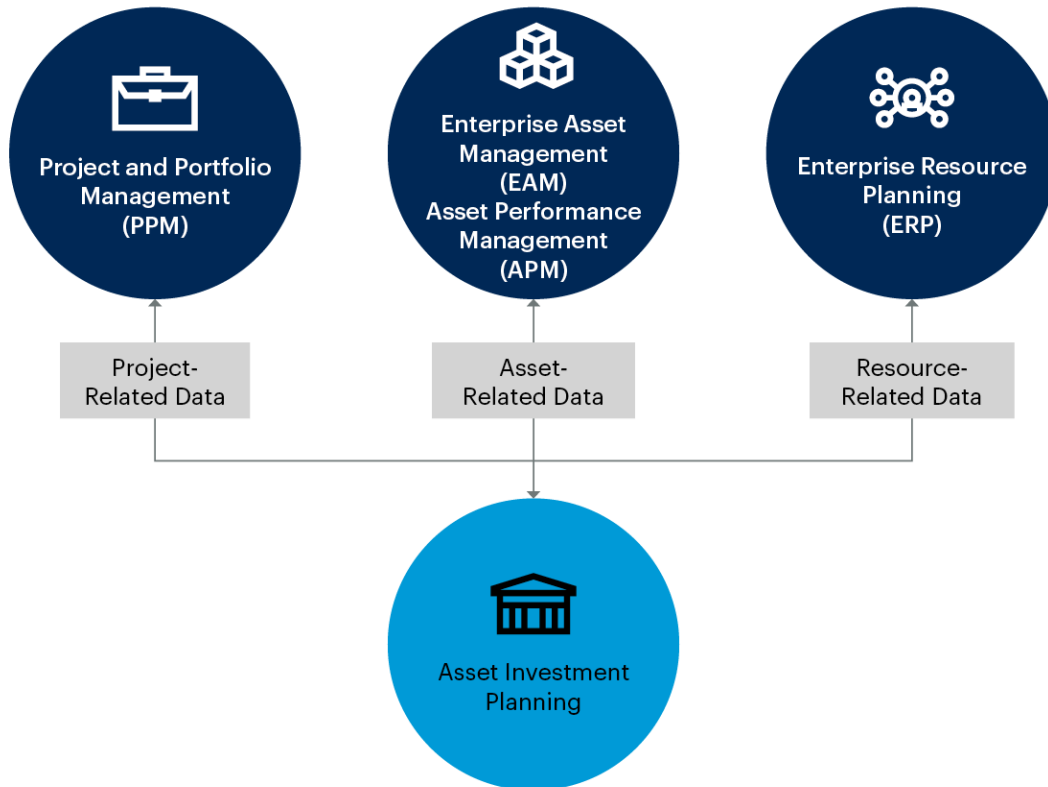 Project and Portfolio
Management
(PPM)
Enterprise Asset
Management
(EAM)
Asset Performance
Management
(APM)
Enterprise Resource
Planning
(ERP)
Project-
Related Data
Asset-
Related Data
Resource-
Related Data
Asset Investment
Planning